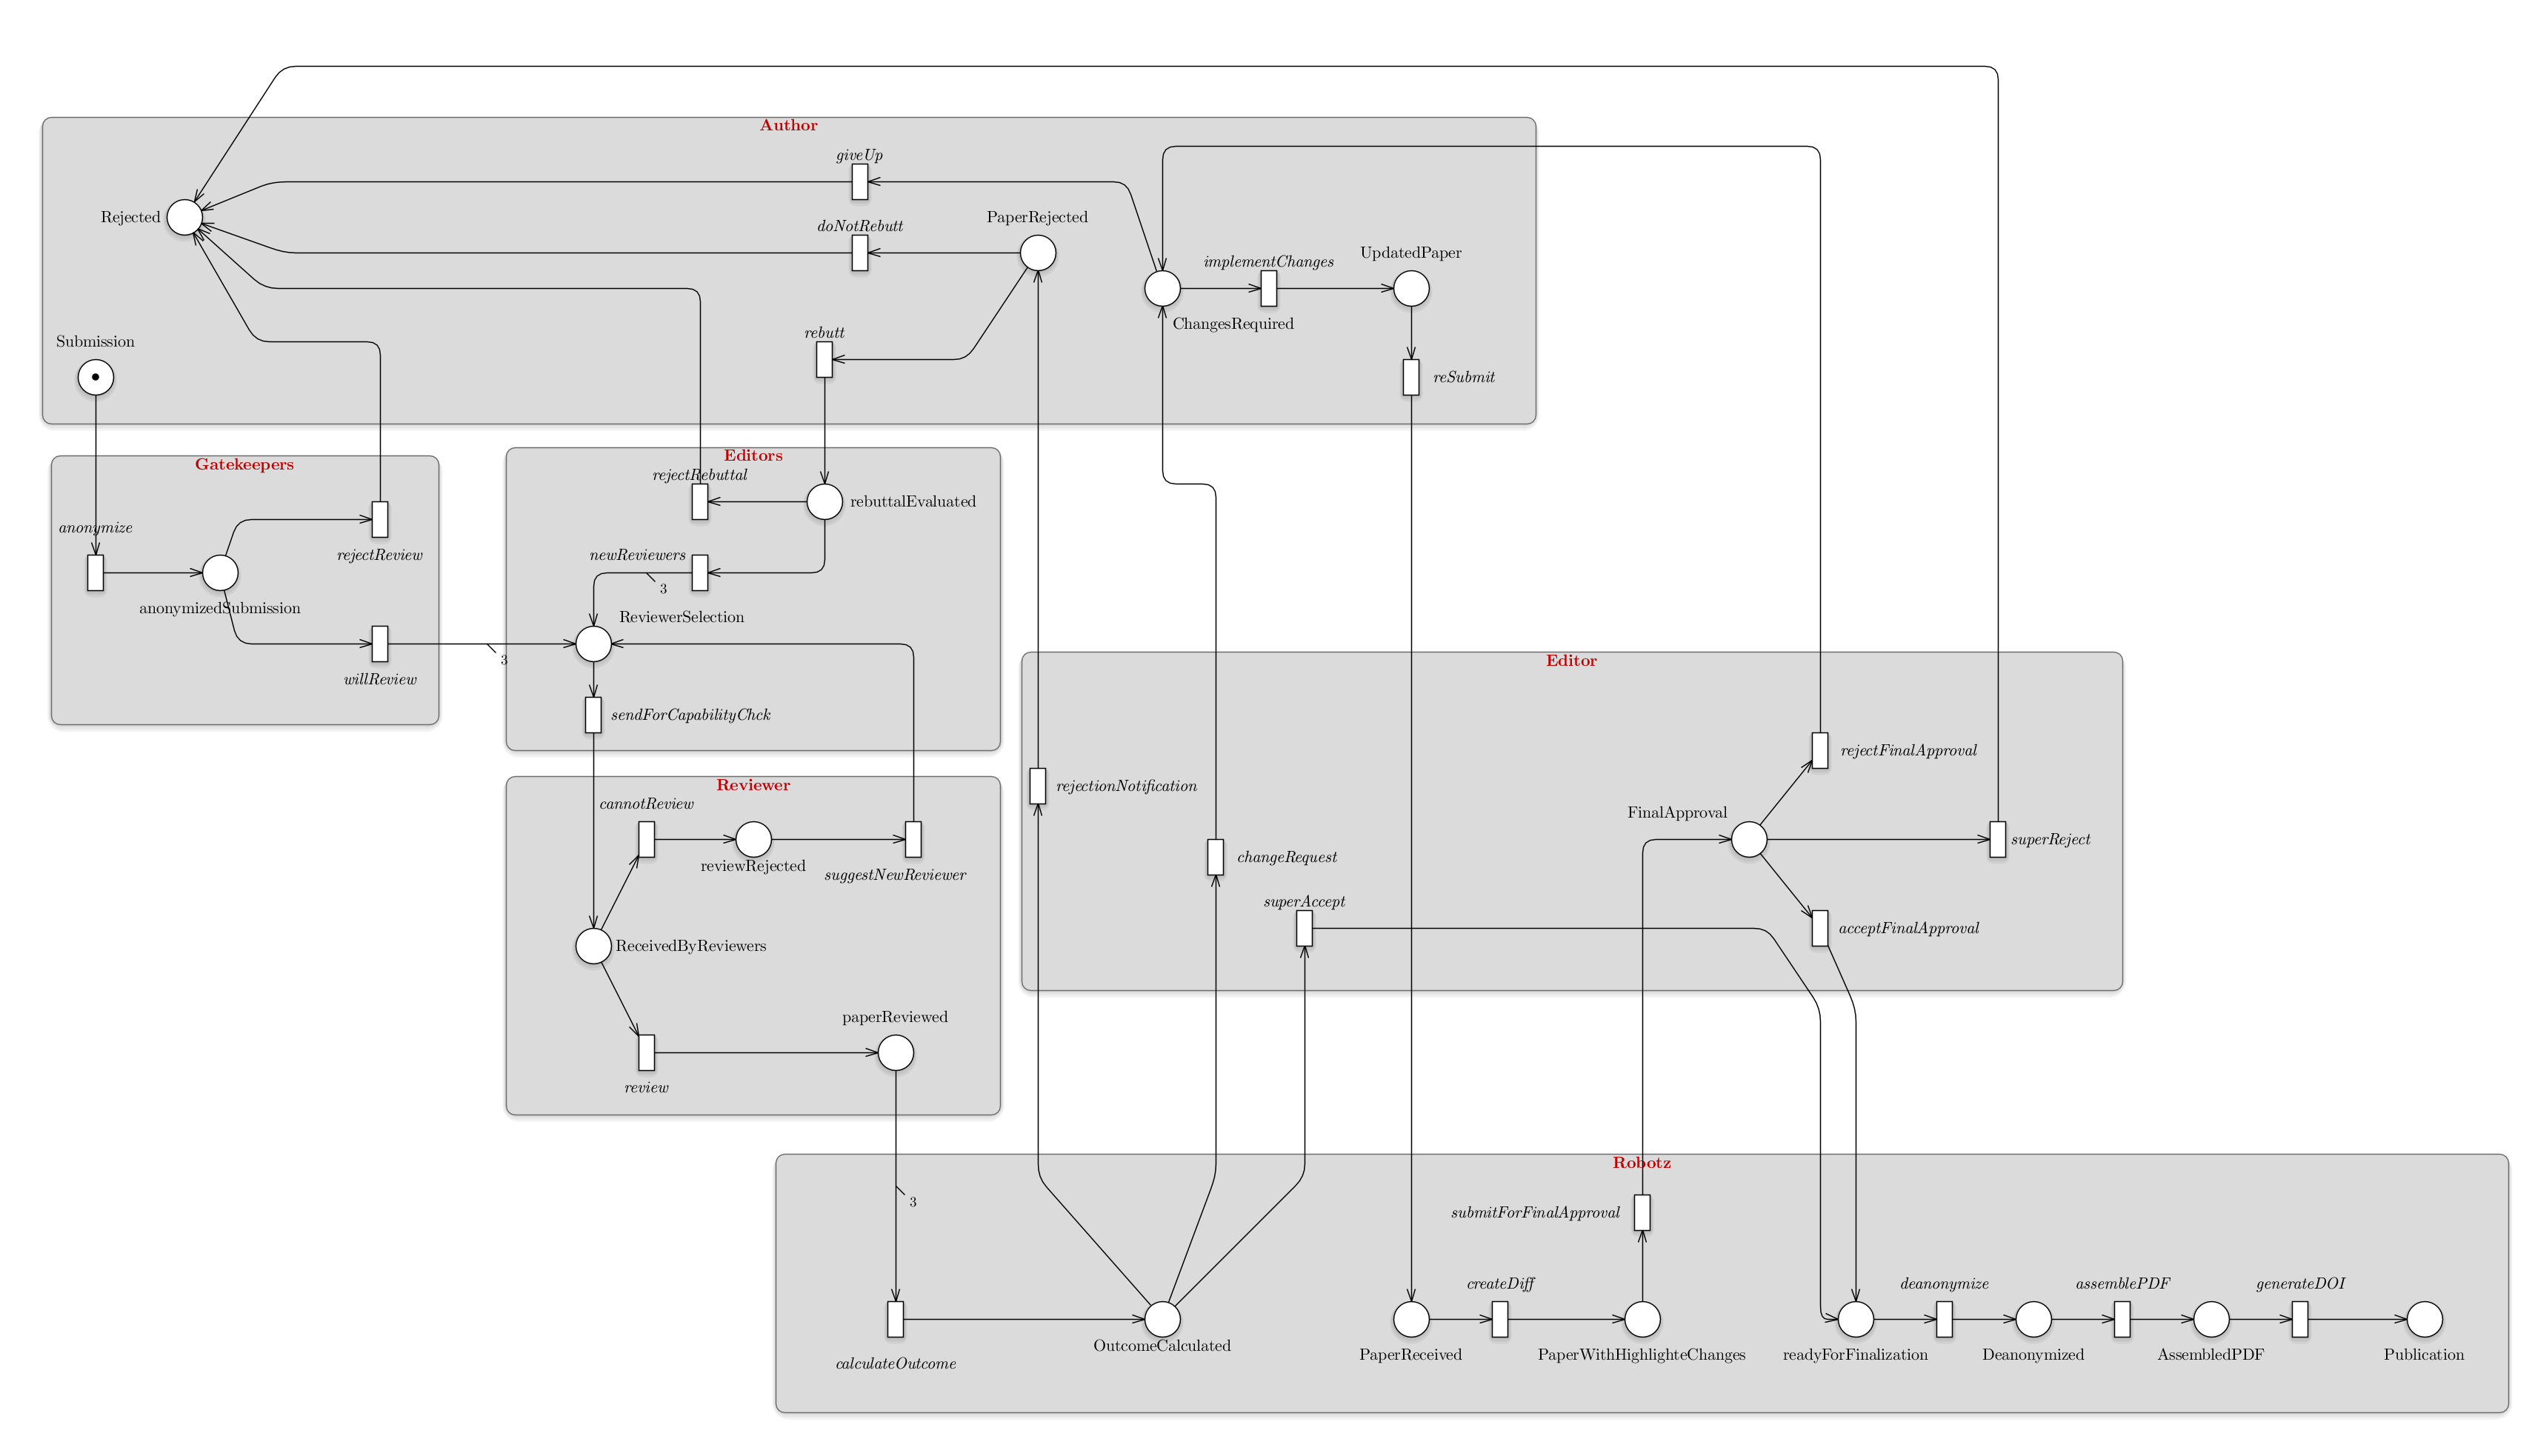 Author
giveUp
Rejected
doNotRebutt
PaperRejected
implementChanges
UpdatedPaper
ChangesRequired
rebutt
Submission
reSubmit
Gatekeepers
anonymize
rejectReview
anonymizedSubmission
willReview
3
Editors
rejectRebuttal
rebuttalEvaluated
newReviewers
3
ReviewerSelection
sendForCapabilityChck
Reviewer
cannotReview
reviewRejected
suggestNewReviewer
ReceivedByReviewers
paperReviewed
review
Editor
rejectionNotification
rejectFinalApproval
FinalApproval
superReject
changeRequest
superAccept
acceptFinalApproval
Robotz
3
submitForFinalApproval
createDiff
deanonymize
assemblePDF
generateDOI
OutcomeCalculated
calculateOutcome
PaperReceived
PaperWithHighlighteChanges
readyForFinalization
Deanonymized
AssembledPDF
Publication